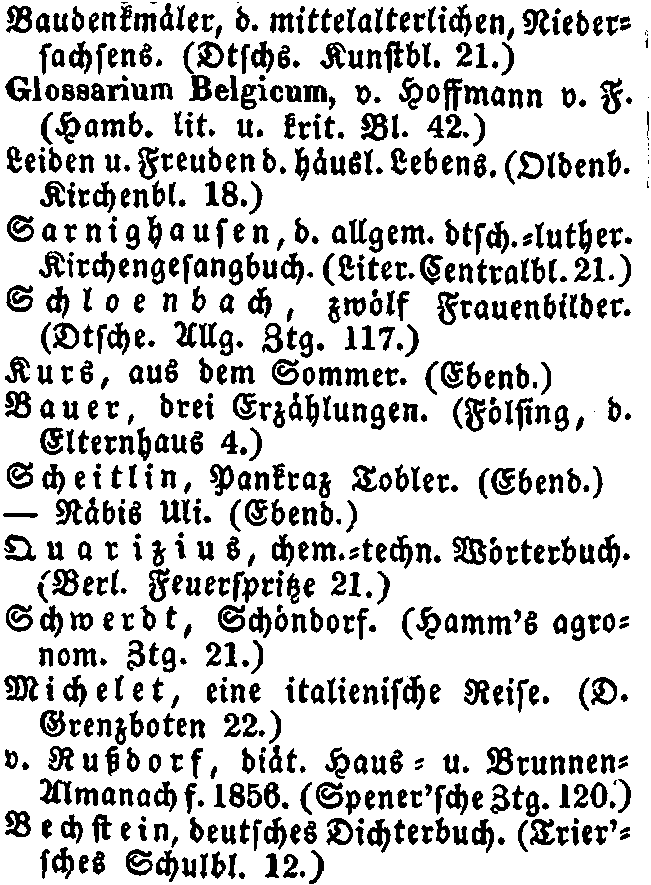 Baudenkmäler, d. mittelalterlichen, Nieder-
sachsens. (Dtschs. Kunstbl. 21.)
Glossarium Belgicum, v. Hoffmann v. F.
(Hamb. lit. u. krit. Bl. 42.)
Leiden u. Freuden d. häusl. Lebens. (Oldenb.
Kirchenbl. 18.)
Sarnighausen, d. allgem. dtsch.-luther.
Kirchengesangbuch. (Liter. Centralbl. 21.)
Schloenbach, zwölf Frauenbilder.
(Dtsche. Allg. Ztg. 117.)
Kurs, aus dem Sommer. (Ebend.)
Bauer, drei Erzählungen. (Fölsing, d.
Elternhaus 4.)
Scheitlin, Pankraz Tobler. (Ebend.)
— Näbis Uli. (Ebend.)
Quarizius, chem.-techn. Wörterbuch.
(Berl. Feuerspritze 21.)
Schwerdt, Schöndorf. (Hamm's agro-
nom. Ztg. 21.)
Michelet, eine italienische Reise. (D.
Grenzboten 22.)
v. Rußdorf, diät. Haus- u. Brunnen-
Almanach f. 1856. (Spener'sche Ztg. 120.)
Bechstein, deutsches Dichterbuch. (Trier'-
sches Schulbl. 12.)